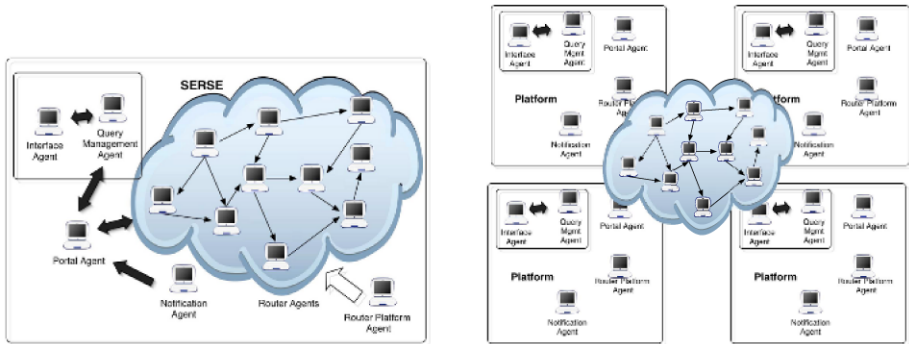 SERSE
Interface
Agent
Query
Management
Agent
Portal Agent
Notification
Agent
Router Agents
Router Platform
Agent
Interface
Agent
Query
Mgmt
Agent
Portal Agent
Platform
Router Pl
Agent
Notification
Agent
Interface
Agent
Query
Mgmt
Agent
Portal Agent
Platform
Router Platform
Agent
Notification
Agent
Interface
Agent
Query
Mgmt
Agent
Portal Agent
Platform
Router Platform
Agent
Notification
Agent
Interface
Agent
Query
Mgmt
Agent
Portal Agent
Platform
Router Platform
Agent
Notification
Agent